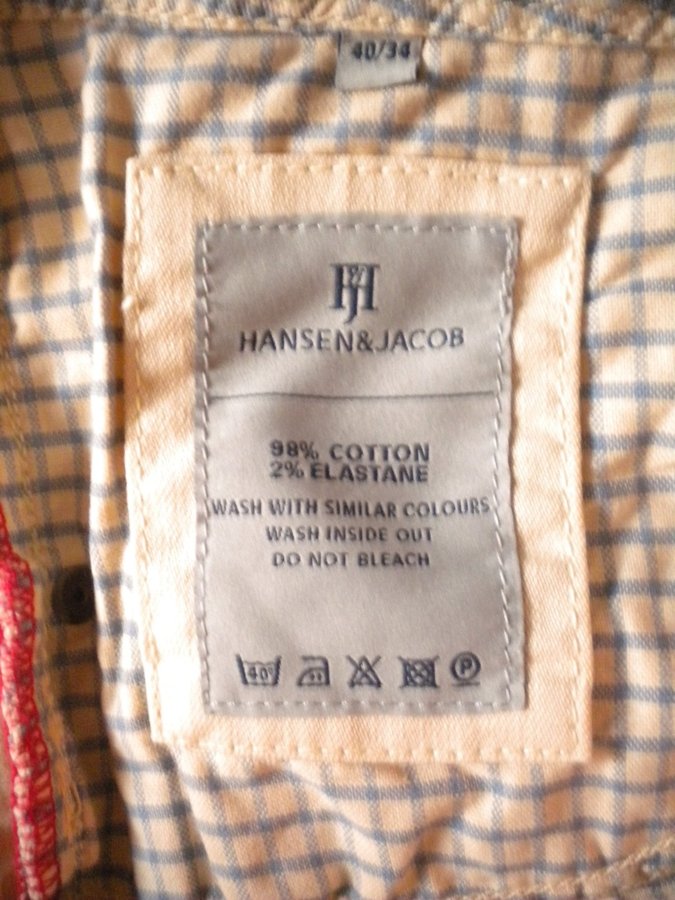 40/34
H&J
HANSEN&JACOB
98% COTTON
2% ELASTANE
WASH WITH SIMILAR COLOURS
WASH INSIDE OUT
DO NOT BLEACH
40 P